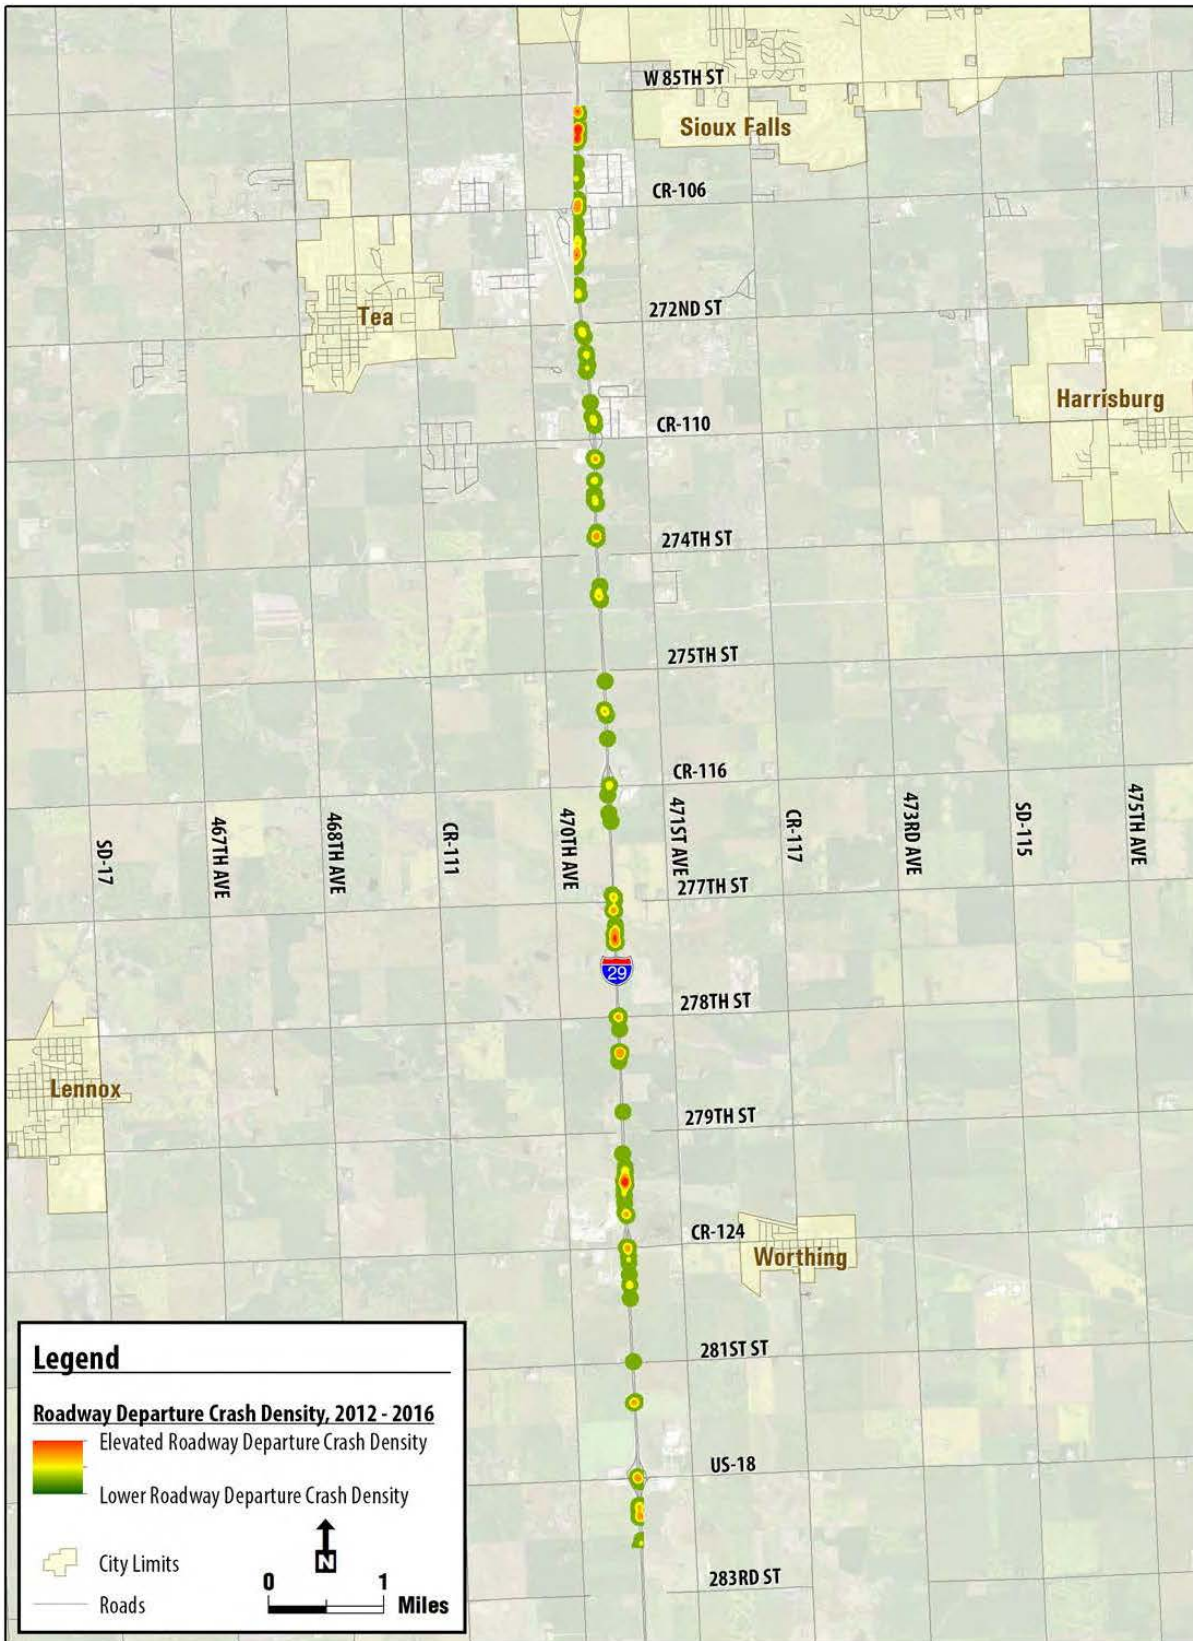 W 85TH ST
Sioux Falls
CR-106
272ND ST
Tea
Harrisburg
CR-110
274TH ST
275TH ST
CR-116
SD-17
467TH AVE
468TH AVE
CR-111
470TH AVE
471ST AVE
CR-117
473RD AVE
SD-115
475TH AVE
277TH ST
29
278TH ST
Lennox
279TH ST
CR-124
Worthing
281ST ST
US-18
283RD ST
Legend
Roadway Departure Crash Density, 2012 - 2016
Elevated Roadway Departure Crash Density
Lower Roadway Departure Crash Density
City Limits
Roads
N
0 1
Miles